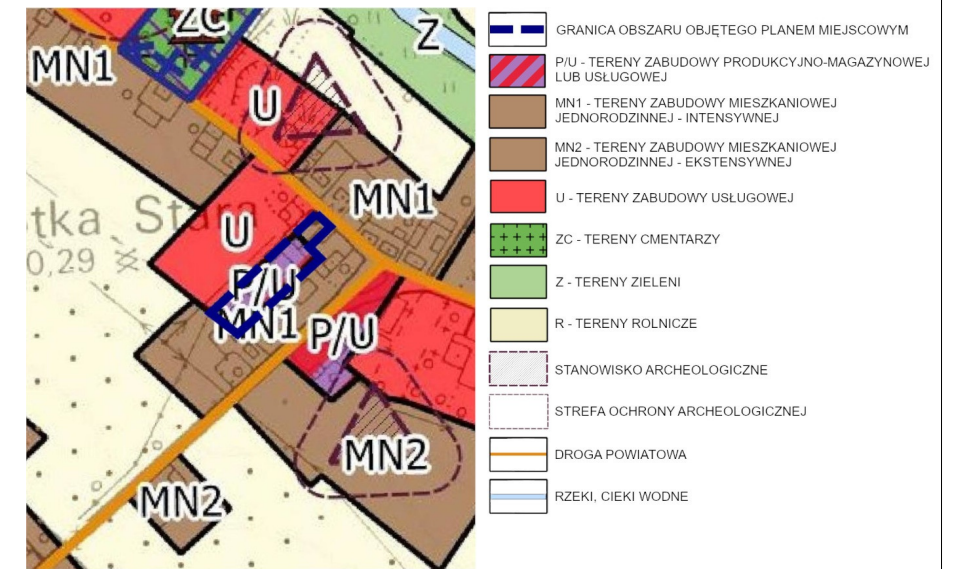 ZC
Z
MN1
U
MN1
tka Stara
U
0,29
P/U
MN1
P/U
MN2
MN2
GRANICA OBSZARU OBJĘTEGO PLANEM MIEJSCOWYM
P/U - TERENY ZABUDOWY PRODUKCYJNO-MAGAZYNOWEJ
LUB USŁUGOWEJ
MN1 - TERENY ZABUDOWY MIESZKANIOWEJ
JEDNORODZINNEJ - INTENSYWNEJ
MN2 - TERENY ZABUDOWY MIESZKANIOWEJ
JEDNORODZINNEJ - EKSTENSYWNEJ
U - TERENY ZABUDOWY USŁUGOWEJ
ZC - TERENY CMENTARZY
Z - TERENY ZIELENI
R - TERENY ROLNICZE
STANOWISKO ARCHEOLOGICZNE
STREFA OCHRONY ARCHEOLOGICZNEJ
DROGA POWIATOWA
RZEKI, CIEKI WODNE